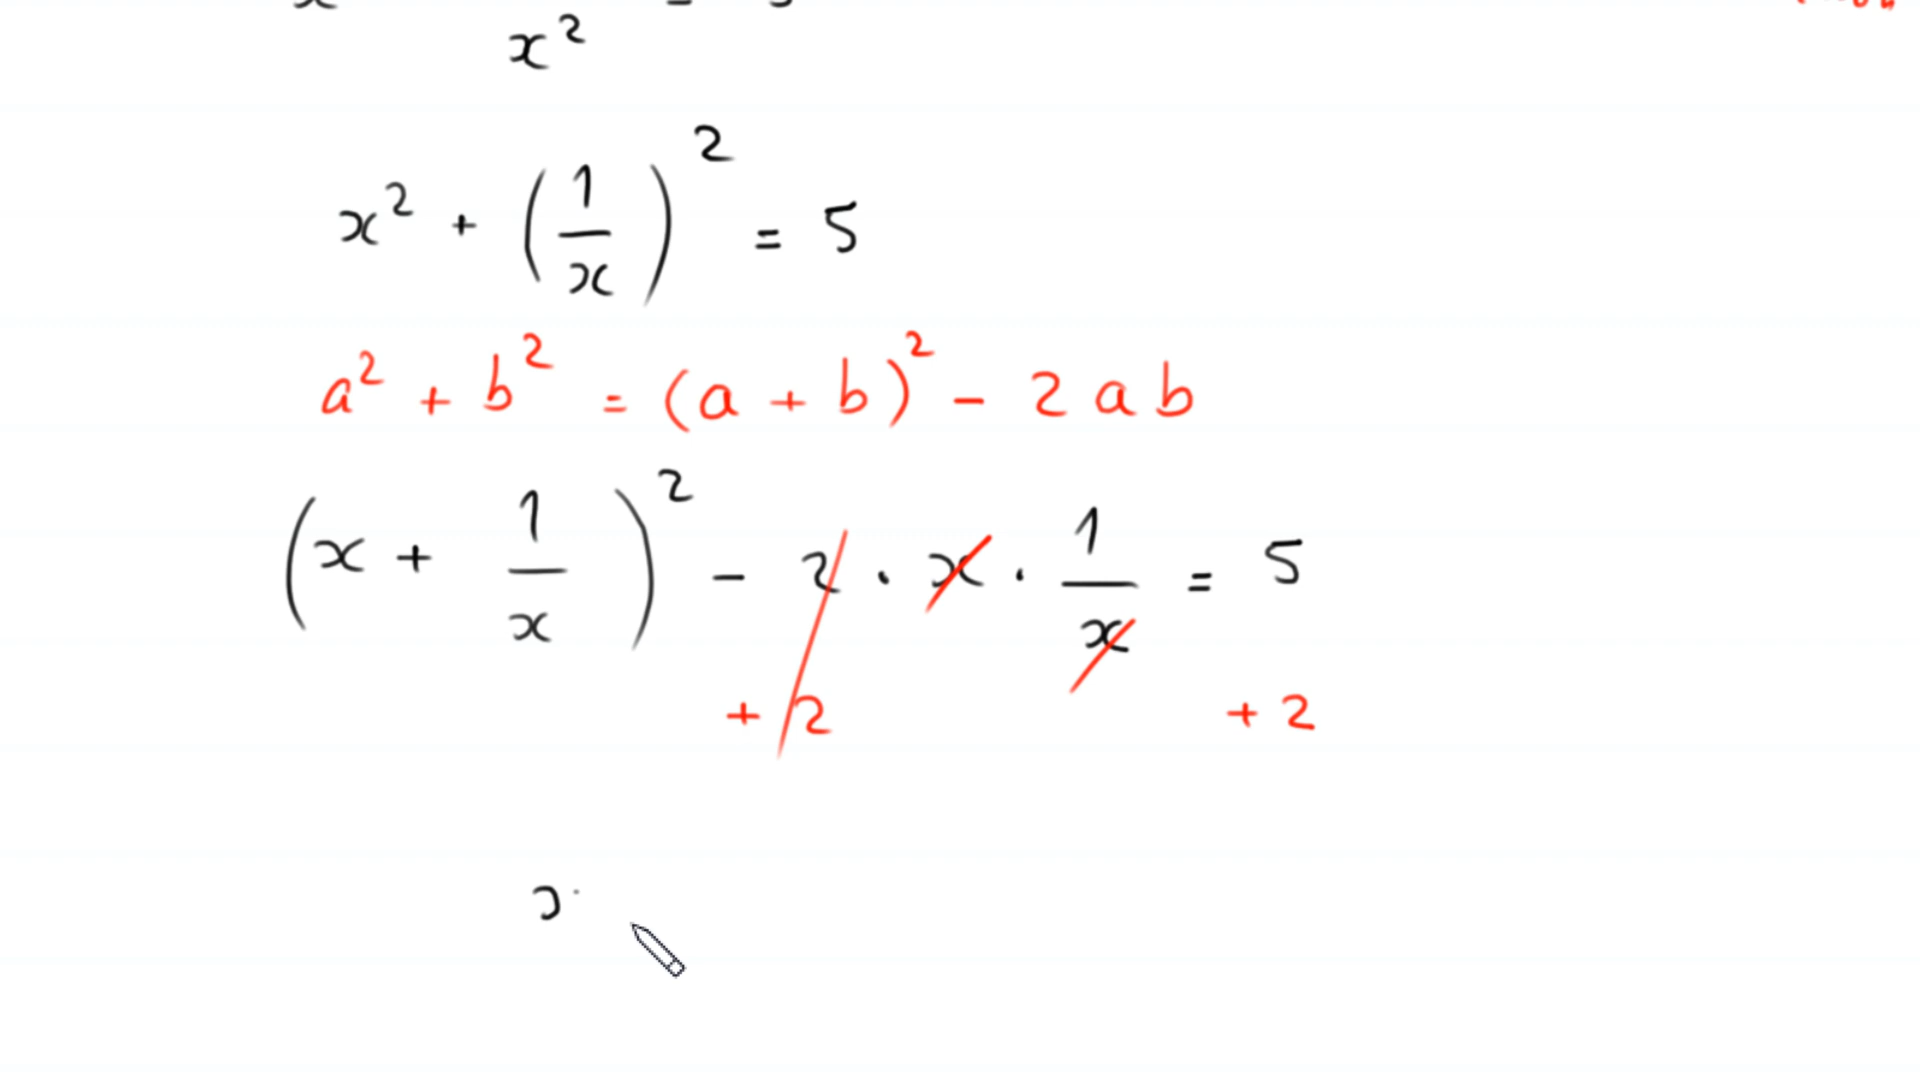 x²
x² + (1/x)² = 5
a² + b² = (a + b)² - 2ab
(x + 1/x)² - 2 · x · 1/x = 5
+ 2 + 2